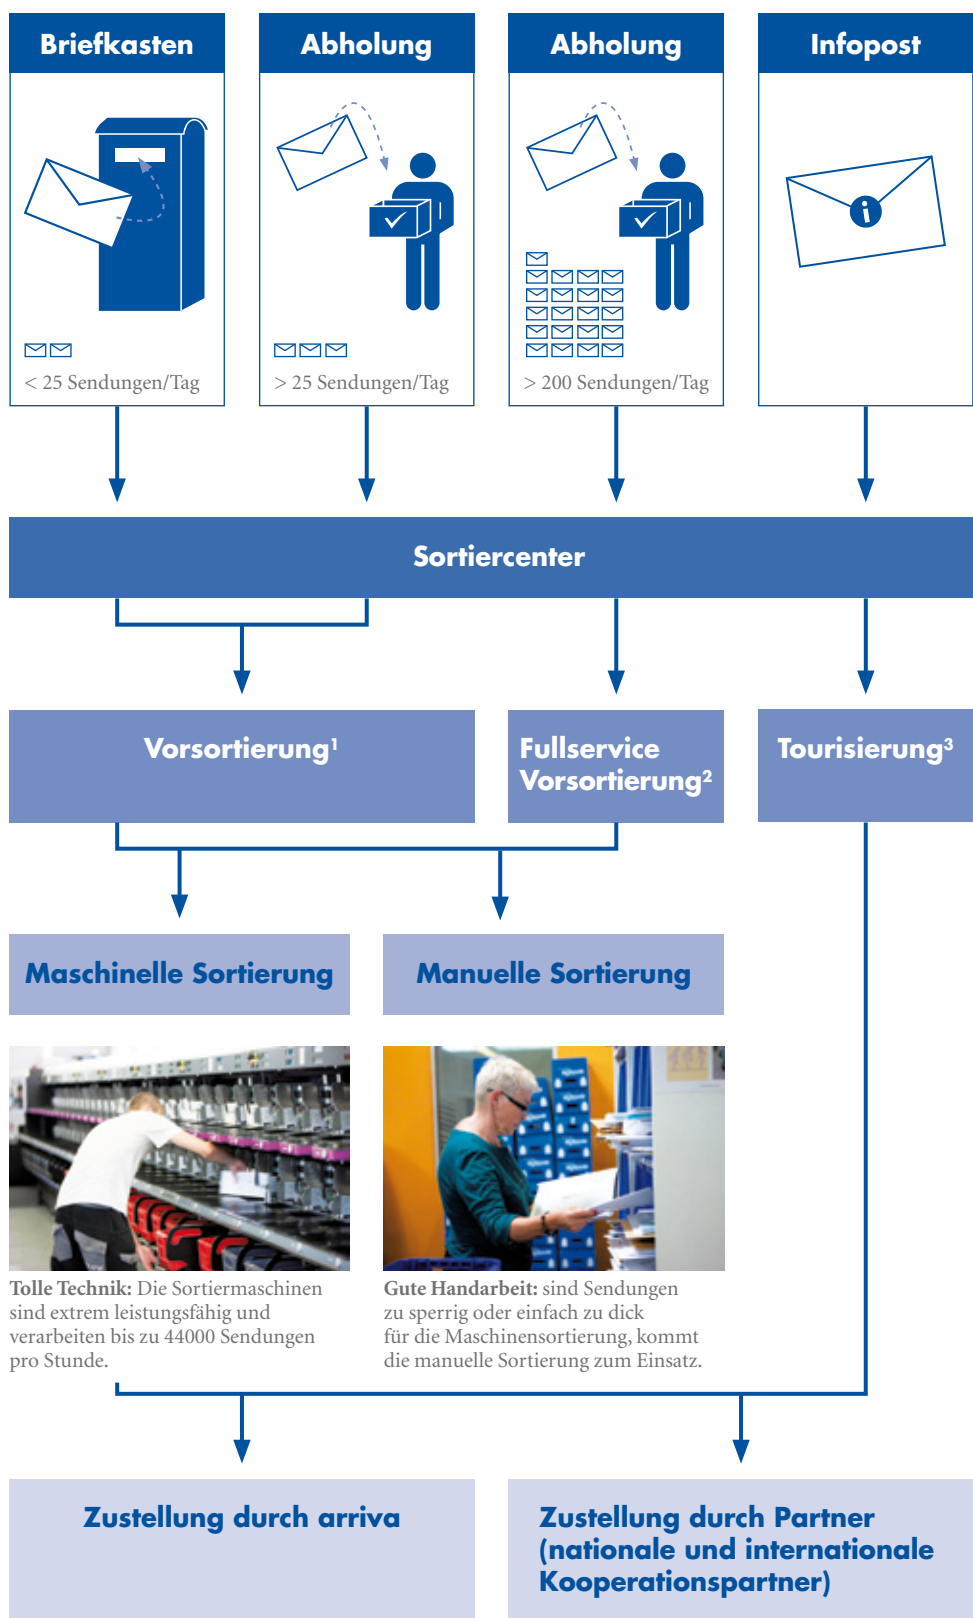 Briefkasten
Abholung
Abholung
Infopost
< 25 Sendungen/Tag
> 25 Sendungen/Tag
> 200 Sendungen/Tag
Sortiercenter
Vorsortierung¹
Fullservice
Vorsortierung²
Tourisierung³
Maschinelle Sortierung
Manuelle Sortierung
Tolle Technik: Die Sortiermaschinen
sind extrem leistungsfähig und
verarbeiten bis zu 44000 Sendungen
pro Stunde.
Gute Handarbeit: sind Sendungen
zu sperrig oder einfach zu dick
für die Maschinensortierung, kommt
die manuelle Sortierung zum Einsatz.
Zustellung durch arriva
Zustellung durch Partner
(nationale und internationale
Kooperationspartner)